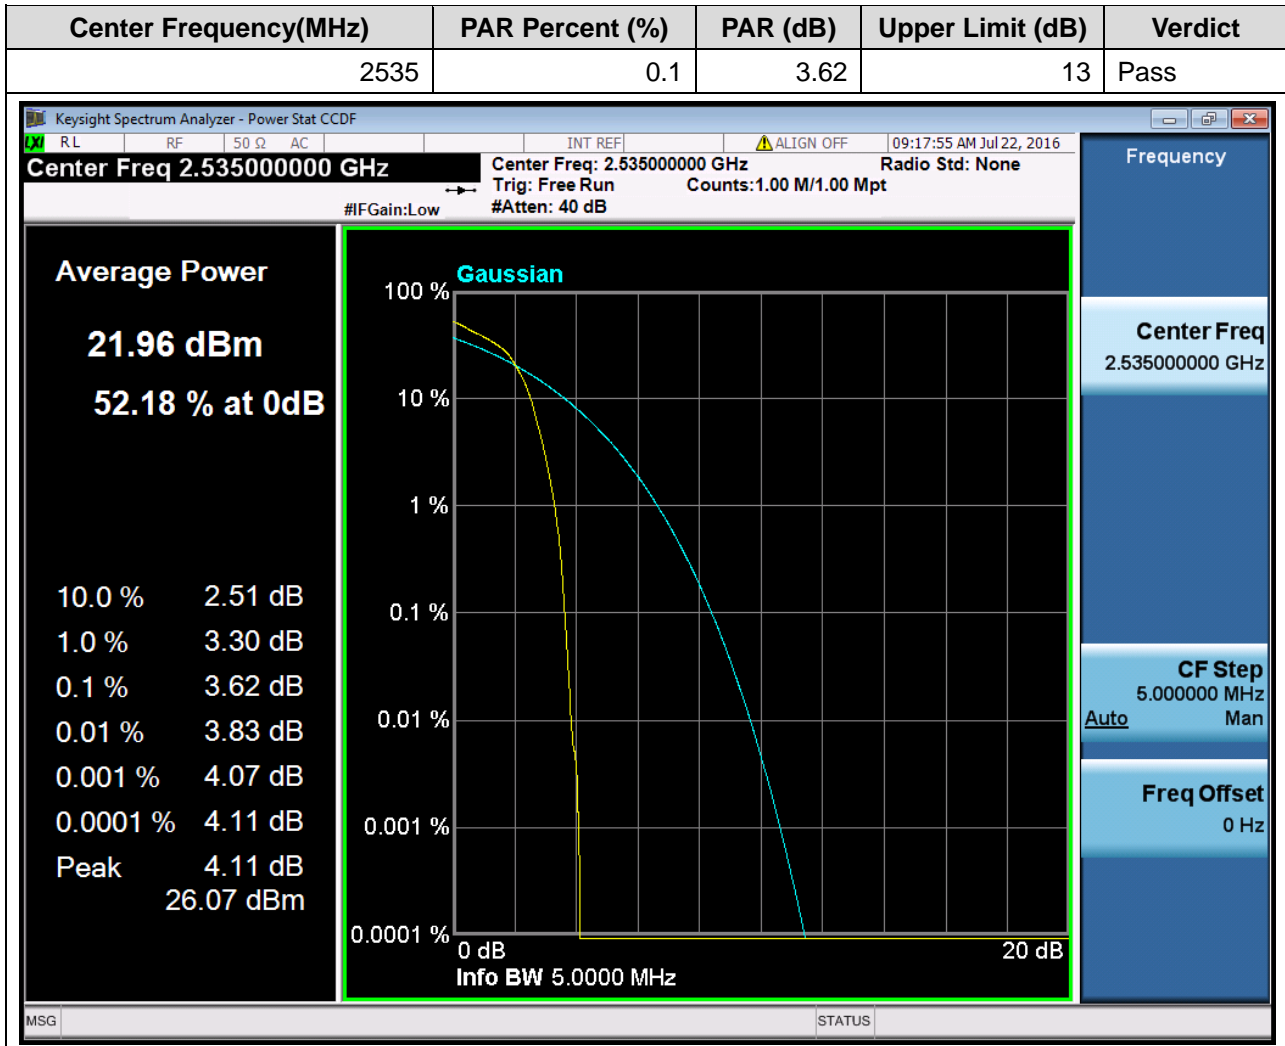 Center Frequency(MHz) PAR Percent (%) PAR (dB) Upper Limit (dB) Verdict
2535 0.1 3.62 13 Pass
Keysight Spectrum Analyzer - Power Stat CCDF
LXI RL RF 50 Ω AC INT REF ALIGN OFF 09:17:55 AM Jul 22, 2016
Center Freq 2.535000000 GHz
#IFGain:Low
Center Freq: 2.535000000 GHz Radio Std: None
Trig: Free Run Counts:1.00 M/1.00 Mpt
#Atten: 40 dB
Average Power
21.96 dBm
52.18 % at 0dB
10.0 % 2.51 dB
1.0 % 3.30 dB
0.1 % 3.62 dB
0.01 % 3.83 dB
0.001 % 4.07 dB
0.0001 % 4.11 dB
Peak 4.11 dB
26.07 dBm
Gaussian
100 %
10 %
1 %
0.1 %
0.01 %
0.001 %
0.0001 %
0 dB 20 dB
Info BW 5.0000 MHz
Frequency
Center Freq
2.535000000 GHz
CF Step
5.000000 MHz
Auto Man
Freq Offset
0 Hz
MSG STATUS